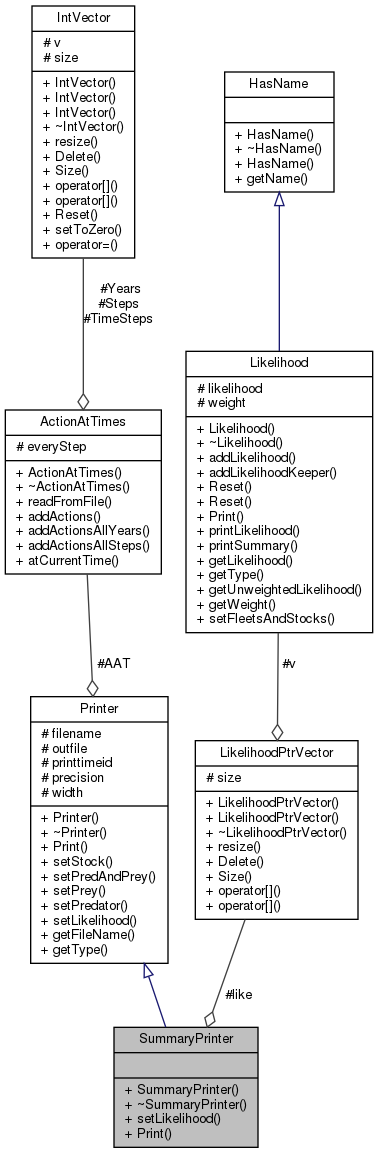 IntVector
# v
# size
+ IntVector()
+ IntVector()
+ IntVector()
+ ~IntVector()
+ resize()
+ Delete()
+ Size()
+ operator[]()
+ operator[]()
+ Reset()
+ setToZero()
+ operator=()
HasName
+ HasName()
+ ~HasName()
+ HasName()
+ getName()
#Years
#Steps
#TimeSteps
ActionAtTimes
# everyStep
+ ActionAtTimes()
+ ~ActionAtTimes()
+ readFromFile()
+ addActions()
+ addActionsAllYears()
+ addActionsAllSteps()
+ atCurrentTime()
Likelihood
# likelihood
# weight
+ Likelihood()
+ ~Likelihood()
+ addLikelihood()
+ addLikelihoodKeeper()
+ Reset()
+ Reset()
+ Print()
+ printLikelihood()
+ printSummary()
+ getLikelihood()
+ getType()
+ getUnweightedLikelihood()
+ getWeight()
+ setFleetsAndStocks()
#AAT
#v
Printer
# filename
# outfile
# printtimeid
# precision
# width
+ Printer()
+ ~Printer()
+ Print()
+ setStock()
+ setPredAndPrey()
+ setPrey()
+ setPredator()
+ setLikelihood()
+ getFileName()
+ getType()
LikelihoodPtrVector
# size
+ LikelihoodPtrVector()
+ LikelihoodPtrVector()
+ ~LikelihoodPtrVector()
+ resize()
+ Delete()
+ Size()
+ operator[]()
+ operator[]()
#like
SummaryPrinter
+ SummaryPrinter()
+ ~SummaryPrinter()
+ setLikelihood()
+ Print()